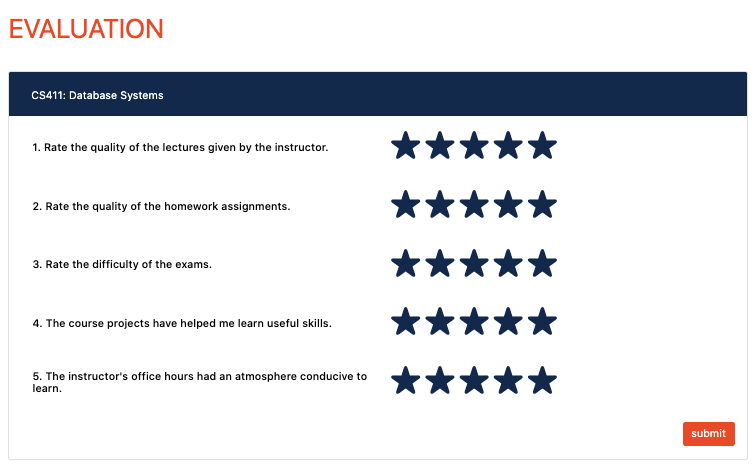 EVALUATION
CS411: Database Systems
1. Rate the quality of the lectures given by the instructor.
2. Rate the quality of the homework assignments.
3. Rate the difficulty of the exams.
4. The course projects have helped me learn useful skills.
5. The instructor's office hours had an atmosphere conducive to
learn.
submit